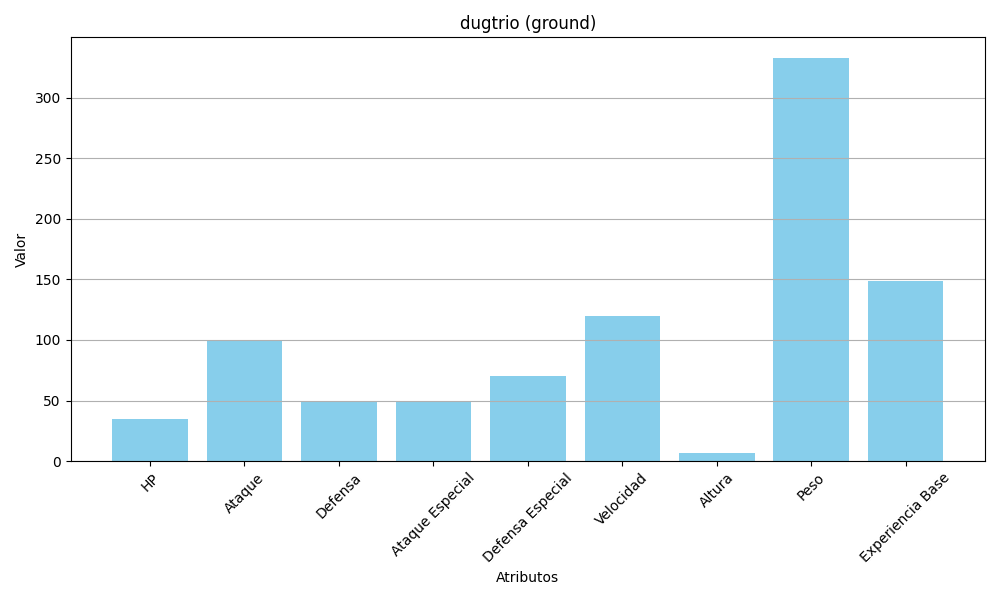 dugtrio (ground)
Valor
300
250
200
150
100
50
0
HP
Ataque
Defensa
Ataque Especial
Defensa Especial
Velocidad
Altura
Peso
Experiencia Base
Atributos